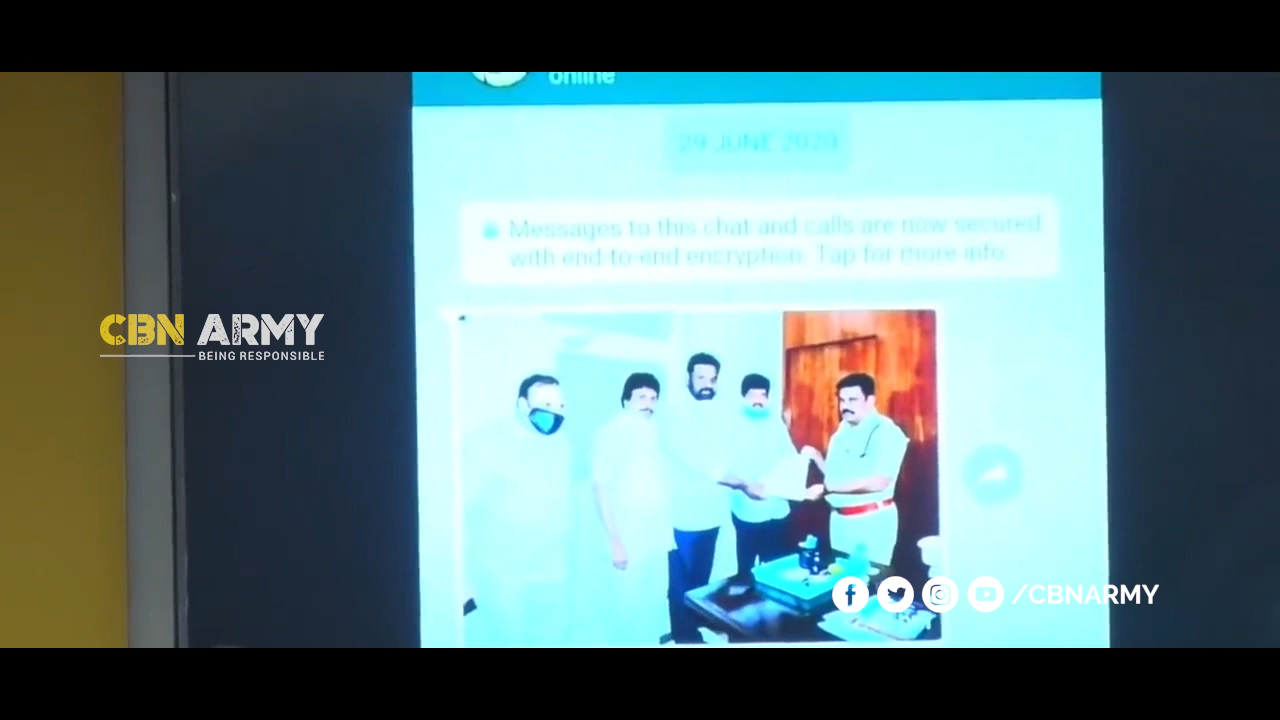 online
29 JUNE 2020
Messages to this chat and calls are now secured
with end-to-end encryption. Tap for more info.
CBN ARMY
BEING RESPONSIBLE
/CBNARMY